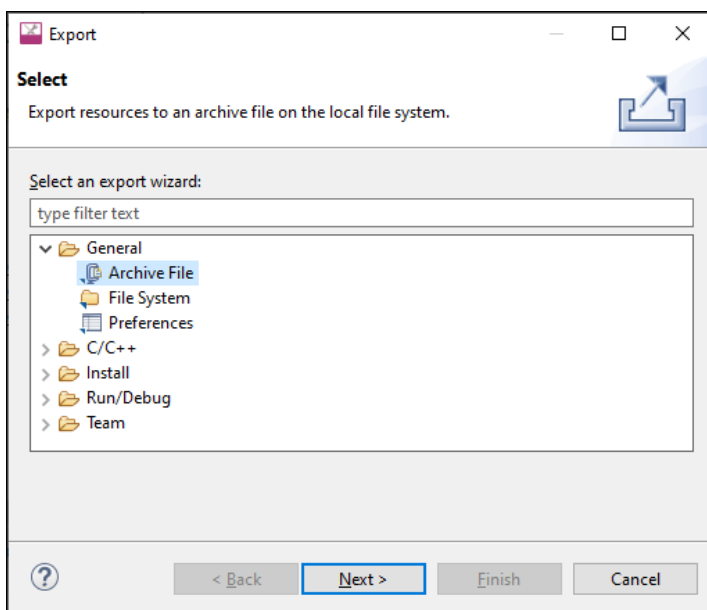 Export
Select
Export resources to an archive file on the local file system.
Select an export wizard:
type filter text
General
Archive File
File System
Preferences
C/C++
Install
Run/Debug
Team
? < Back Next > Finish Cancel